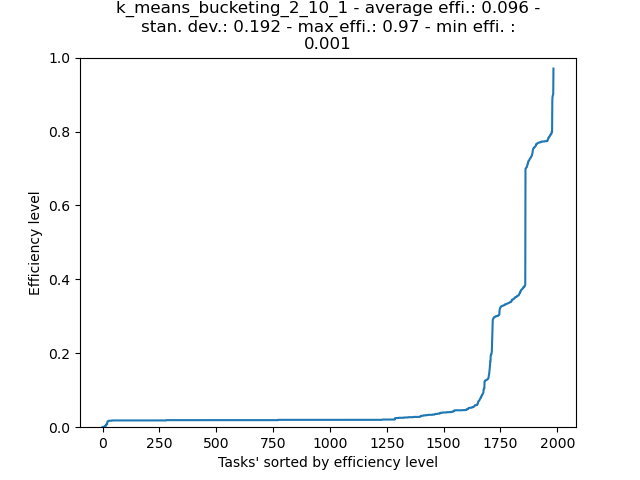 k_means_bucketing_2_10_1 - average effi.: 0.096 -
stan. dev.: 0.192 - max effi.: 0.97 - min effi. :
0.001
1.0
0.8
0.6
0.4
0.2
0.0
Efficiency level
0 250 500 750 1000 1250 1500 1750 2000
Tasks' sorted by efficiency level